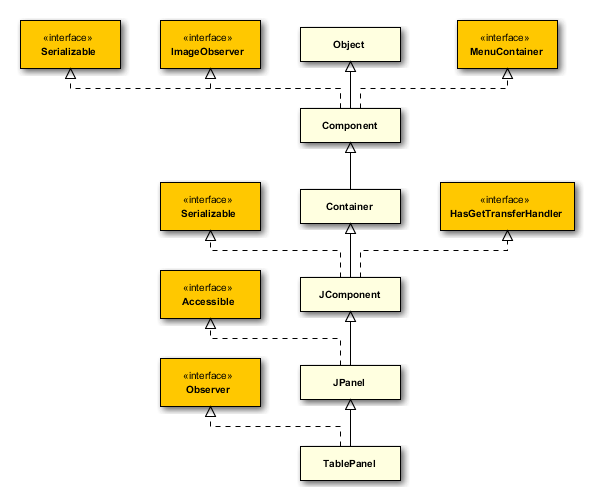 «interface»
Serializable
«interface»
ImageObserver
Object
«interface»
MenuContainer
Component
«interface»
Serializable
Container
«interface»
HasGetTransferHandler
«interface»
Accessible
JComponent
«interface»
Observer
JPanel
TablePanel